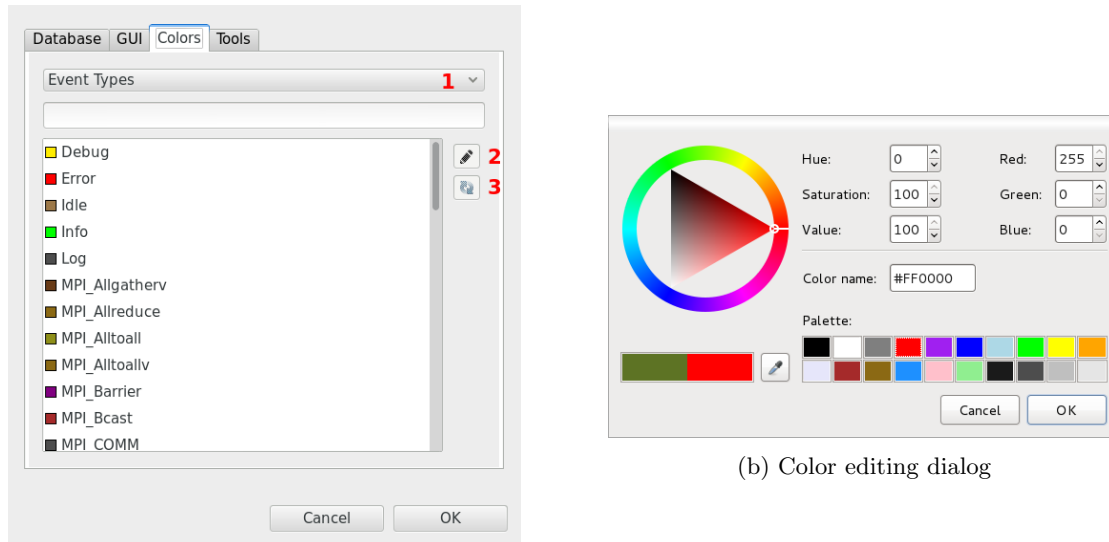 Database GUI Colors Tools
Event Types 1
Debug
2
Error
3
Idle
Info
Log
MPI_Allgatherv
MPI_Allreduce
MPI_Alltoall
MPI_Alltoallv
MPI_Barrier
MPI_Bcast
MPI_COMM
Cancel OK
Hue: 0 Red: 255
Saturation: 100 Green: 0
Value: 100 Blue: 0
Color name: #FF0000
Palette:
Cancel OK
(b) Color editing dialog